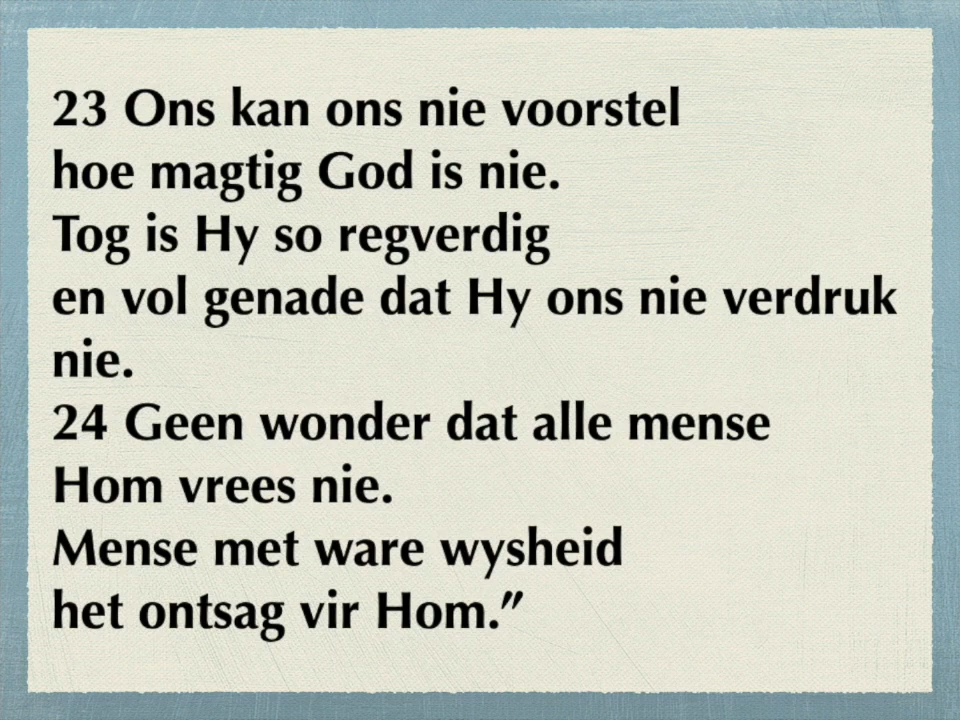 23 Ons kan ons nie voorstel
hoe magtig God is nie.
Tog is Hy so regverdig
en vol genade dat Hy ons nie verdruk
nie.
24 Geen wonder dat alle mense
Hom vrees nie.
Mense met ware wysheid
het ontsag vir Hom.”